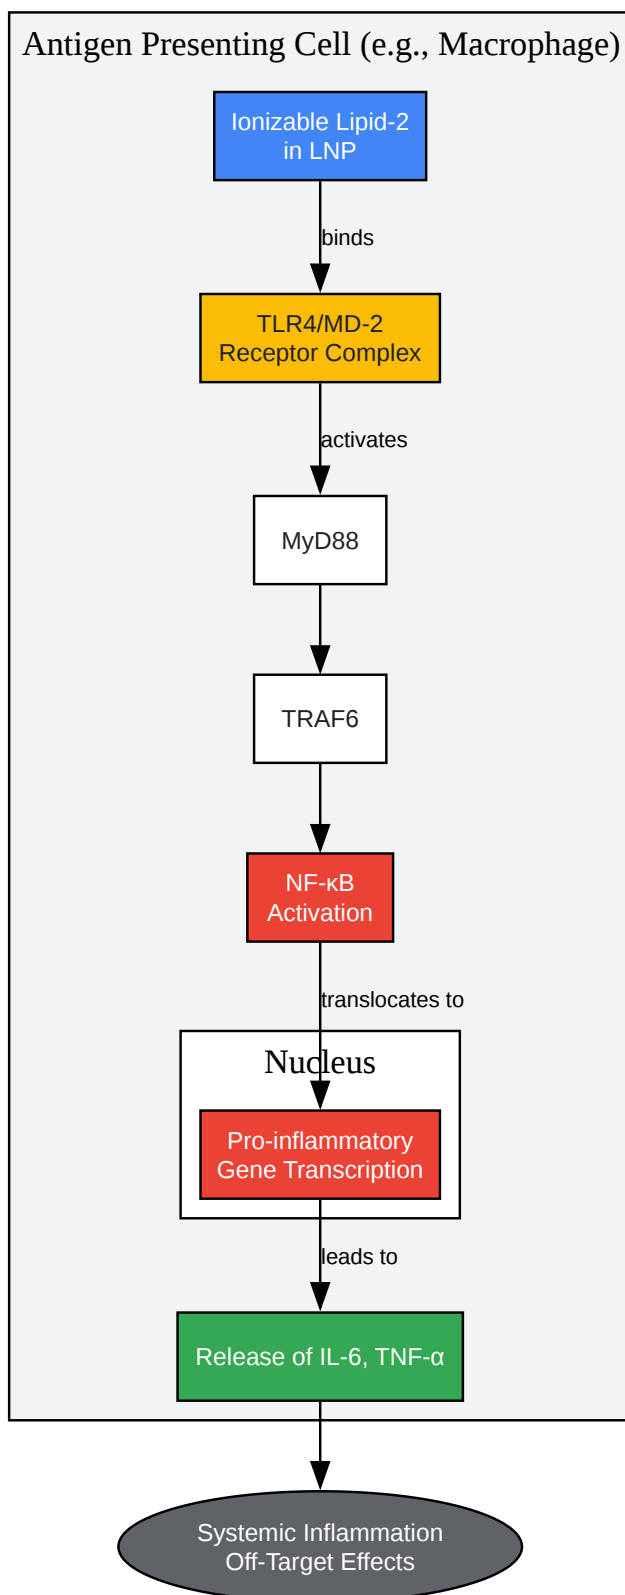 Antigen Presenting Cell (e.g., Macrophage)
Ionizable Lipid-2
in LNP
binds
TLR4/MD-2
Receptor Complex
activates
MyD88
TRAF6
NF-κB
Activation
translocates to
Nucleus
Pro-inflammatory
Gene Transcription
leads to
Release of IL-6, TNF-α
Systemic Inflammation
Off-Target Effects